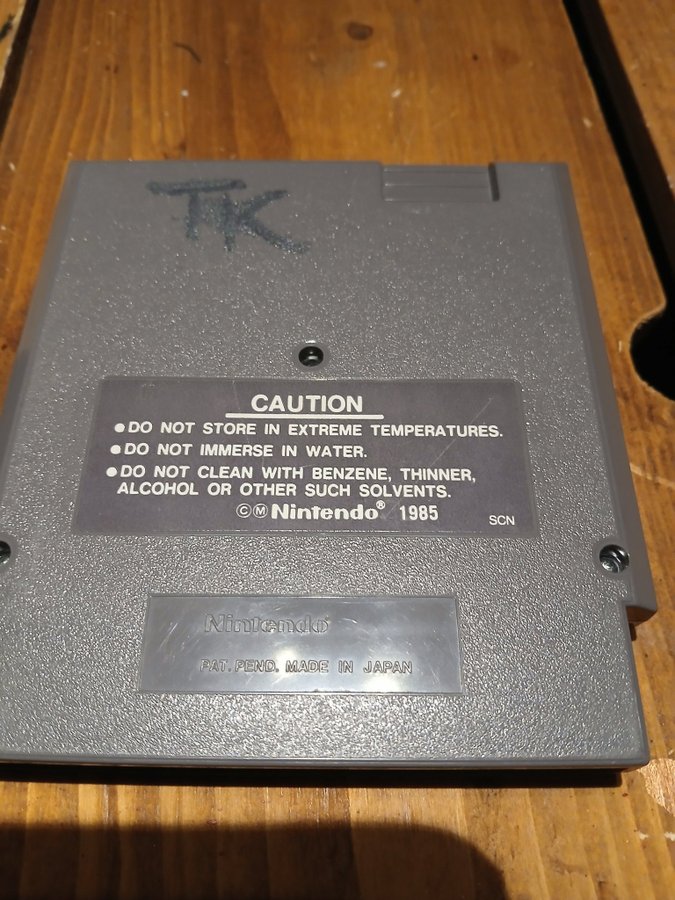 TK
CAUTION
● DO NOT STORE IN EXTREME TEMPERATURES.
● DO NOT IMMERSE IN WATER.
● DO NOT CLEAN WITH BENZENE, THINNER,
ALCOHOL OR OTHER SUCH SOLVENTS.
©Ⓜ Nintendo® 1985
SCN
Nintendo
PAT. PEND. MADE IN JAPAN